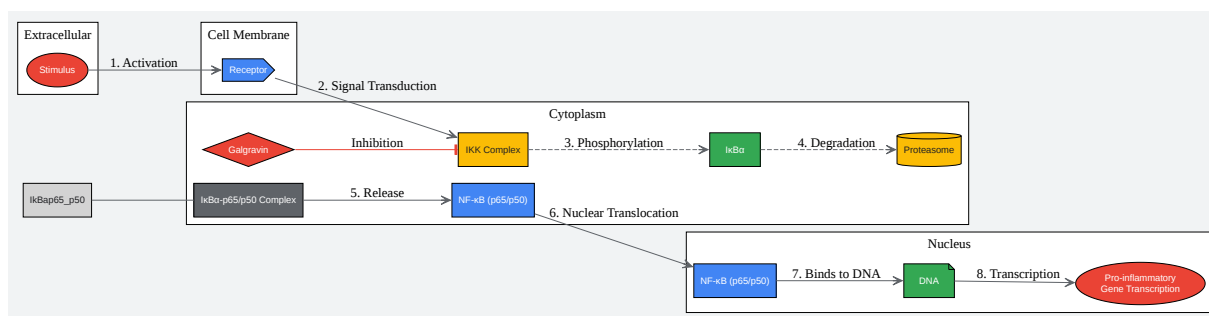 Extracellular
Cell Membrane
Stimulus
1. Activation
Receptor
2. Signal Transduction
Cytoplasm
Galgravin
Inhibition
IKK Complex
3. Phosphorylation
IκBα
4. Degradation
Proteasome
IkBap65_p50
IκBα-p65/p50 Complex
5. Release
NF-κB (p65/p50)
6. Nuclear Translocation
Nucleus
NF-κB (p65/p50)
7. Binds to DNA
DNA
8. Transcription
Pro-inflammatory
Gene Transcription